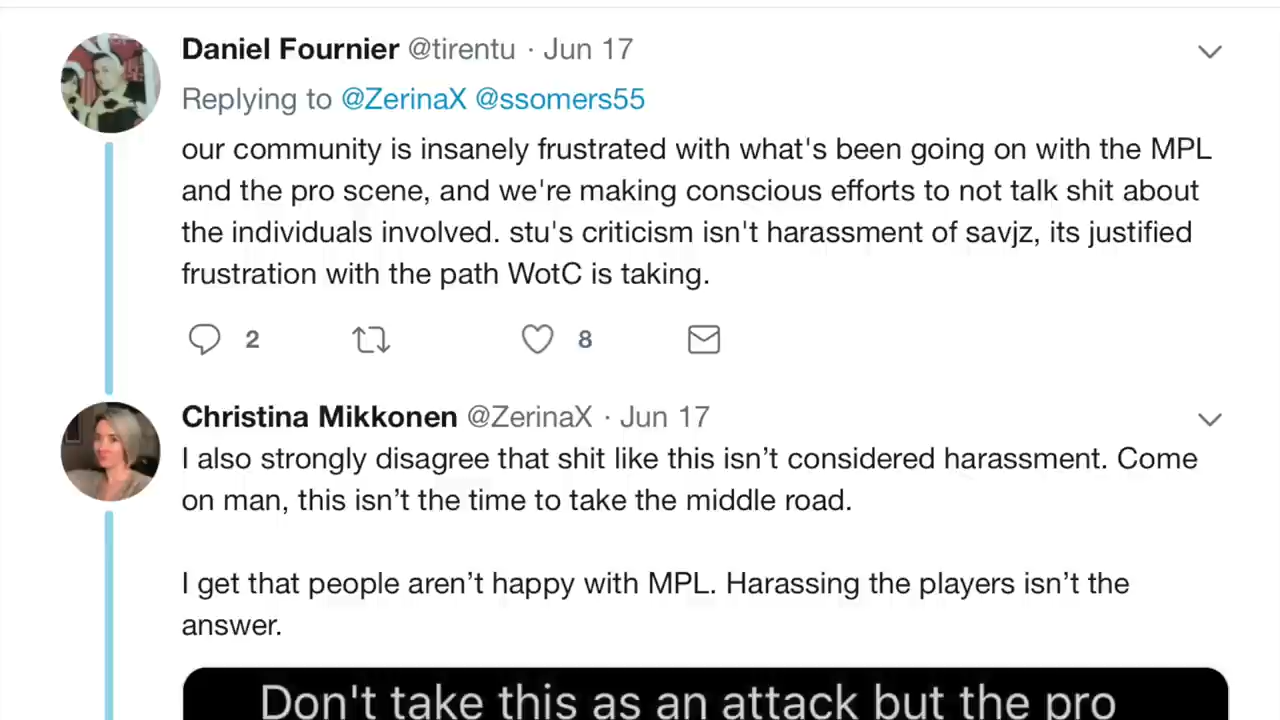 Daniel Fournier @tirentu · Jun 17
Replying to @ZerinaX @ssomers55
our community is insanely frustrated with what's been going on with the MPL
and the pro scene, and we're making conscious efforts to not talk shit about
the individuals involved. stu's criticism isn't harassment of savjz, its justified
frustration with the path WotC is taking.
2 8
Christina Mikkonen @ZerinaX · Jun 17
I also strongly disagree that shit like this isn’t considered harassment. Come
on man, this isn’t the time to take the middle road.
I get that people aren’t happy with MPL. Harassing the players isn’t the
answer.
Don't take this as an attack but the pro